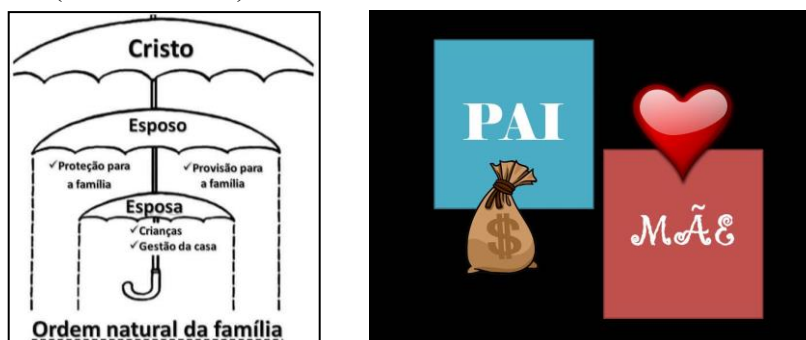 Cristo
Esposo
✓Proteção para
a família
✓Provisão para
a família
Esposa
✓Crianças
✓Gestão da casa
Ordem natural da família
PAI
$
MÃE